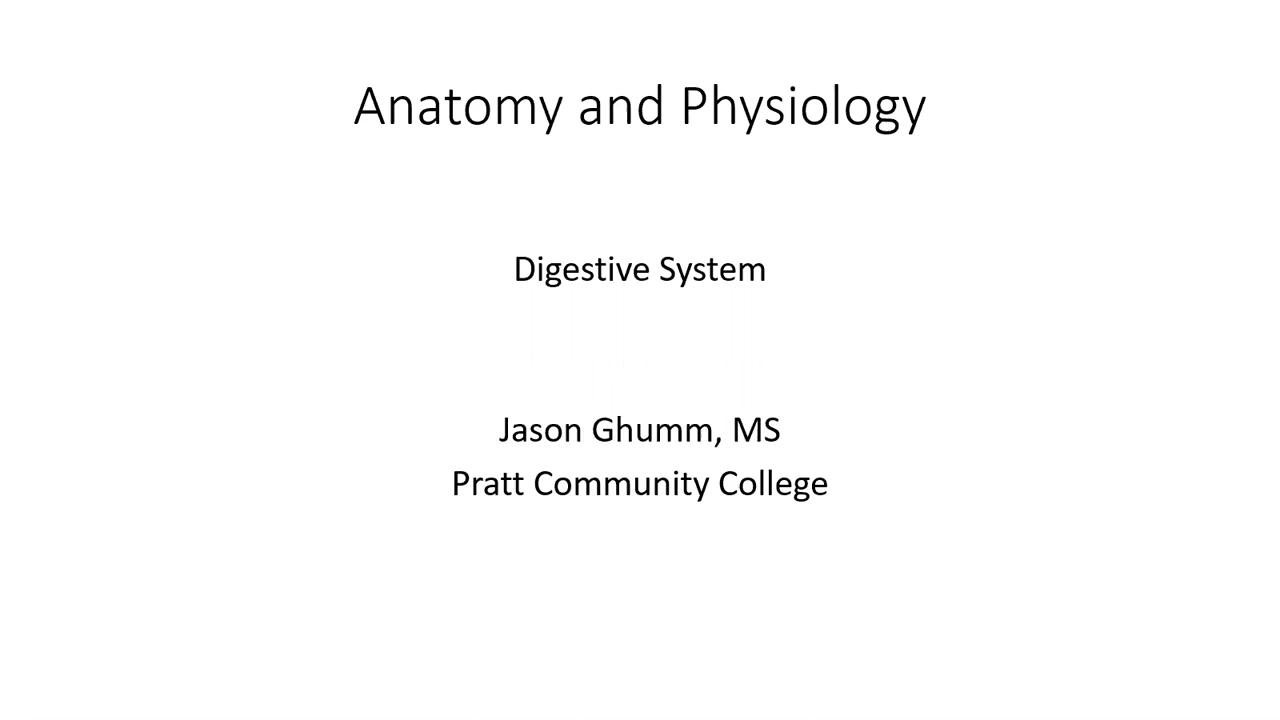 Anatomy and Physiology
Digestive System
Jason Ghumm, MS
Pratt Community College